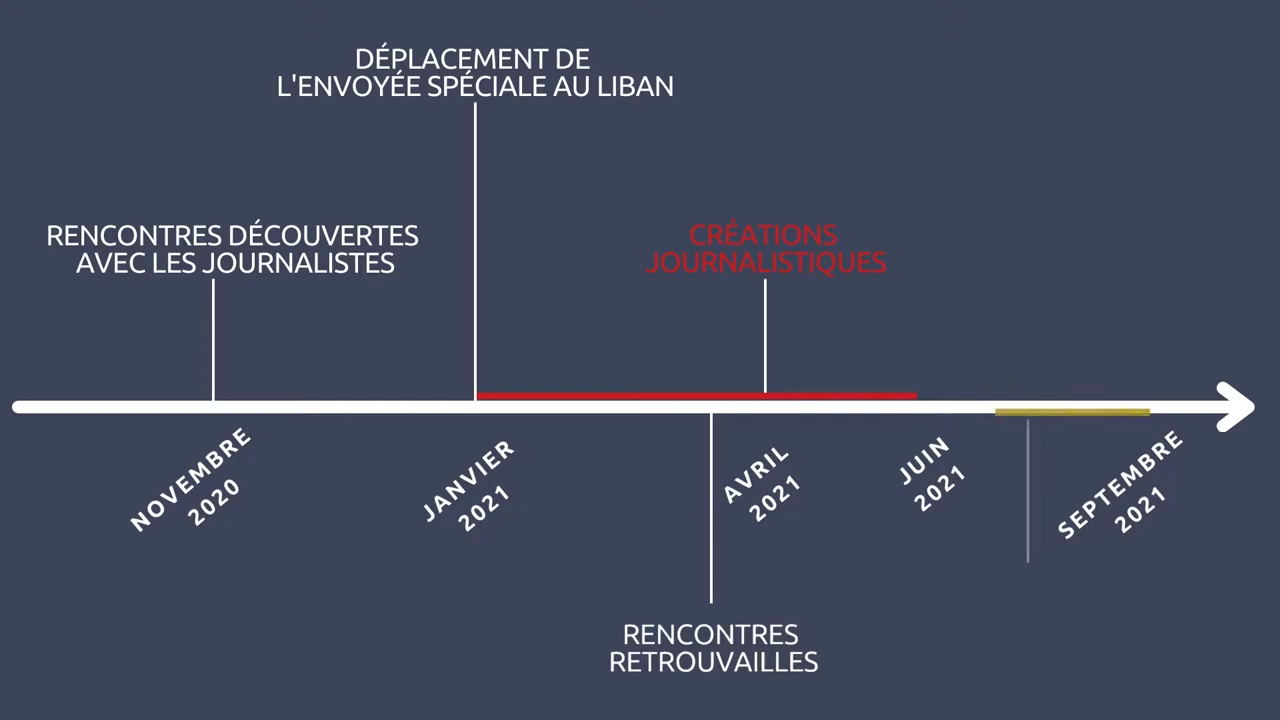 DÉPLACEMENT DE
L'ENVOYÉE SPÉCIALE AU LIBAN
RENCONTRES DÉCOUVERTES
AVEC LES JOURNALISTES
CRÉATIONS
JOURNALISTIQUES
NOVEMBRE
2020
JANVIER
2021
AVRIL
2021
JUIN
2021
SEPTEMBRE
2021
RENCONTRES
RETROUVAILLES